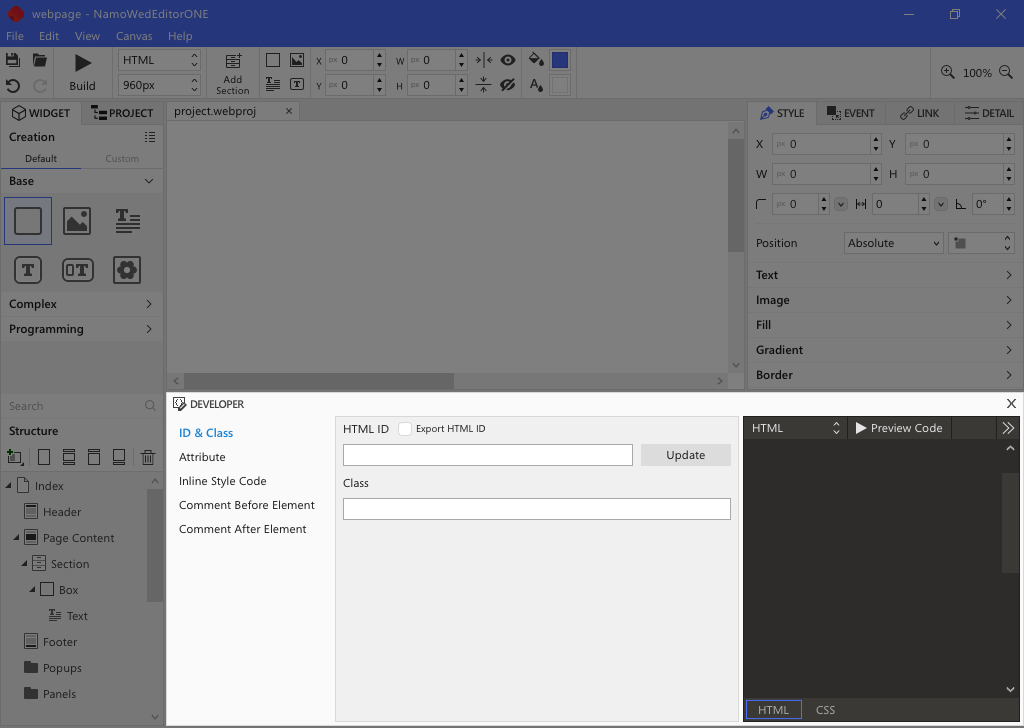 webpage - NamoWedEditorONE
File Edit View Canvas Help
HTML
960px
Build
Add
Section
X px 0
Y px 0
W px 0
H px 0
100%
WIDGET PROJECT
project.webproj
Creation
Default Custom
Base
T T OT
Complex
Programming
Search
Structure
Index
Header
Page Content
Section
Box
Text
Footer
Popups
Panels
STYLE EVENT LINK DETAIL
X px 0 Y px 0
W px 0 H px 0
px 0 0 0°
Position Absolute
Text
Image
Fill
Gradient
Border
DEVELOPER
ID & Class
Attribute
Inline Style Code
Comment Before Element
Comment After Element
HTML ID Export HTML ID
Update
Class
HTML Preview Code
HTML CSS